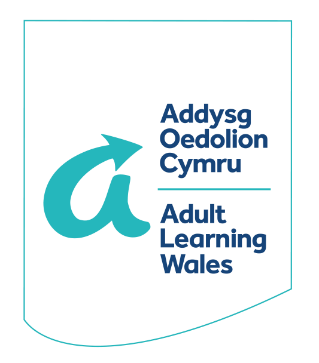 Addysg
Oedolion
Cymru
Adult
Learning
Wales